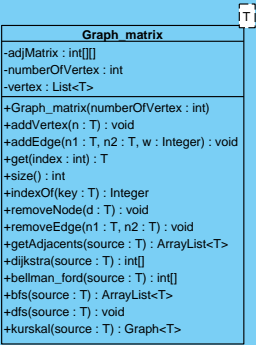 T
Graph_matrix
-adjMatrix : int[][]
-numberOfVertex : int
-vertex : List<T>
+Graph_matrix(numberOfVertex : int)
+addVertex(n : T) : void
+addEdge(n1 : T, n2 : T, w : Integer) : void
+get(index : int) : T
+size() : int
+indexOf(key : T) : Integer
+removeNode(d : T) : void
+removeEdge(n1 : T, n2 : T) : void
+getAdjacents(source : T) : ArrayList<T>
+dijkstra(source : T) : int[]
+bellman_ford(source : T) : int[]
+bfs(source : T) : ArrayList<T>
+dfs(source : T) : void
+kurskal(source : T) : Graph<T>